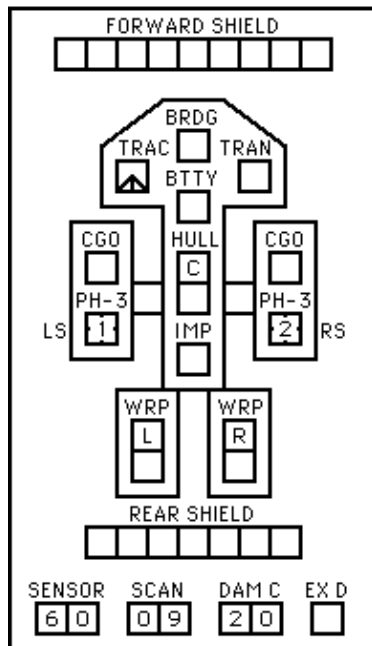 FORWARD SHIELD
BRDG
TRAC TRAN
BTTY
CGO HULL CGO
C
PH-3 PH-3
LS 1 2 RS
IMP
WRP WRP
L R
REAR SHIELD
SENSOR SCAN DAM C EX D
6 0 0 9 2 0